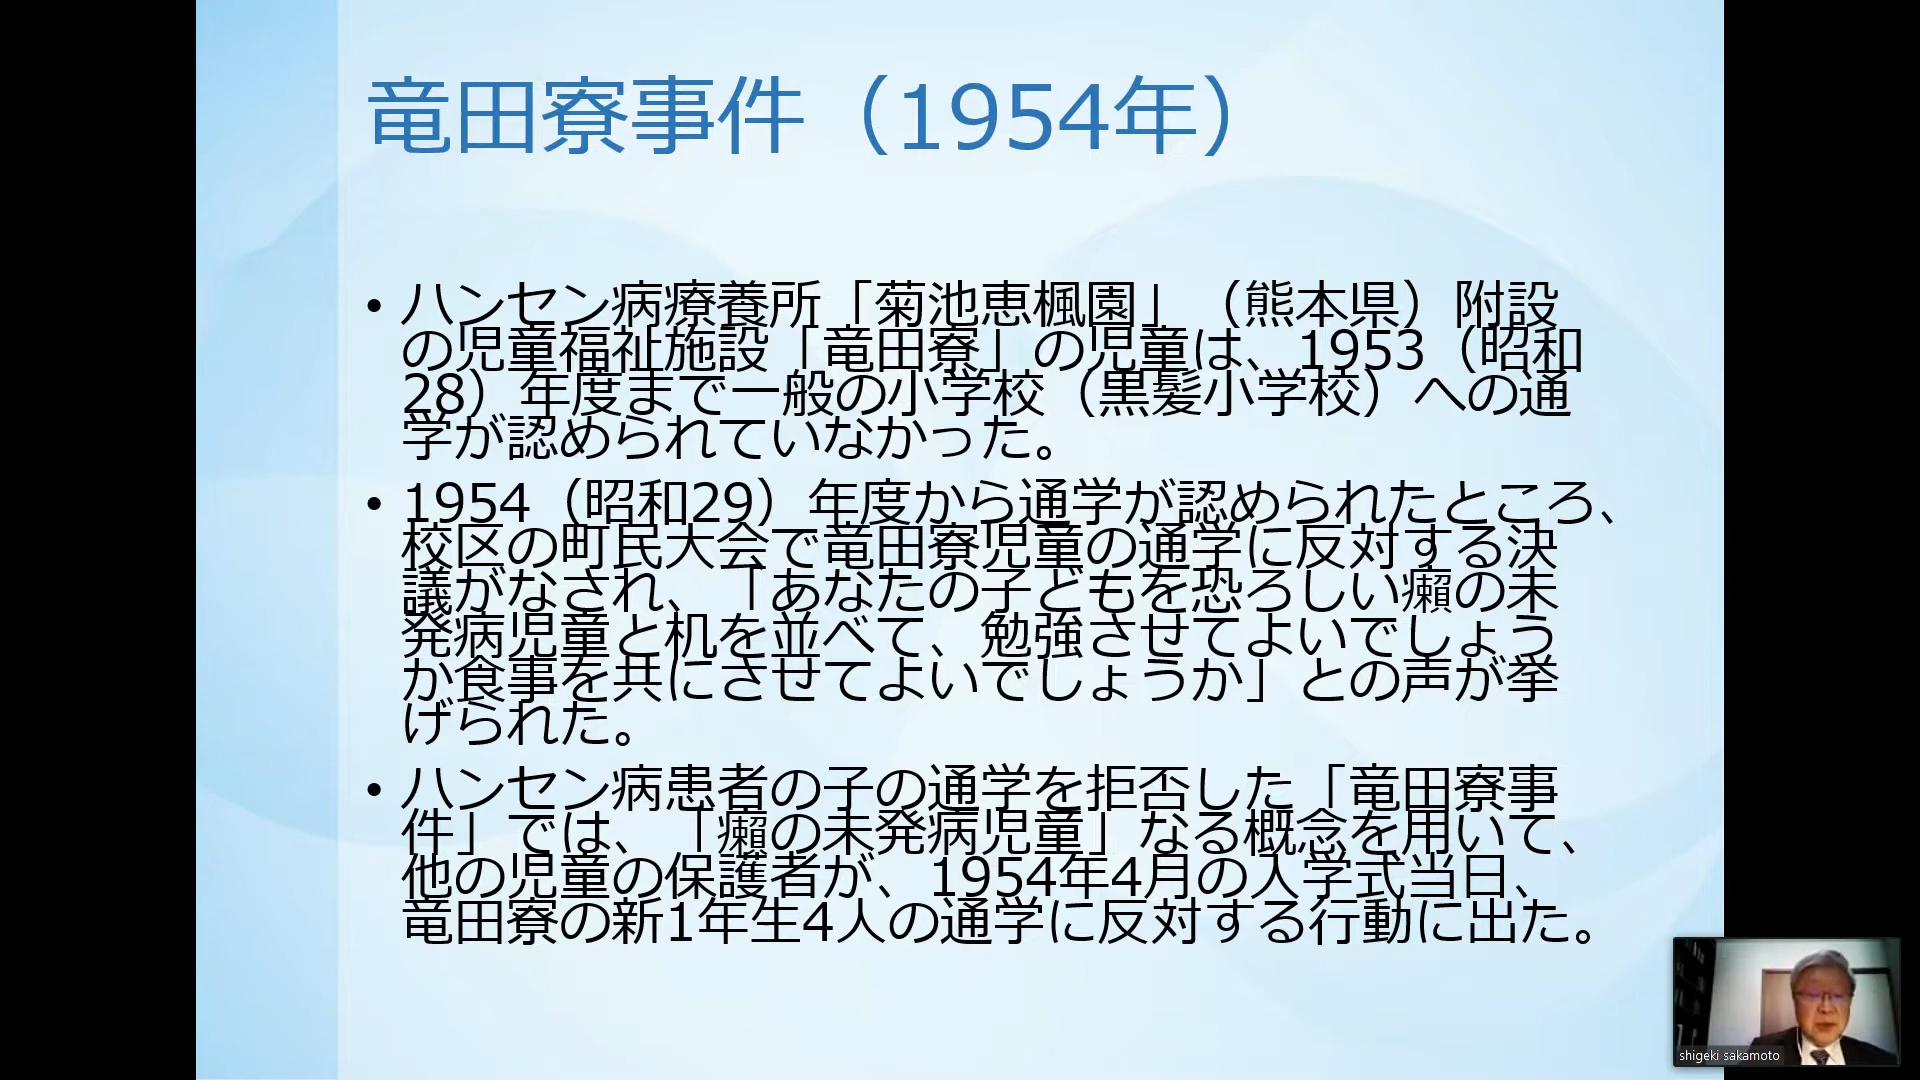 竜田寮事件（1954年）
• ハンセン病療養所「菊池恵楓園」（熊本県）附設
の児童福祉施設「竜田寮」の児童は、1953（昭和
28）年度まで一般の小学校（黒髪小学校）への通
学が認められていなかった。
• 1954（昭和29）年度から通学が認められたところ、
校区の町民大会で竜田寮児童の通学に反対する決
議がなされ、「あなたの子どもを恐ろしい癩の未
発病児童と机を並べて、勉強させてよいでしょう
か食事を共にさせてよいでしょうか」との声が挙
げられた。
• ハンセン病患者の子の通学を拒否した「竜田寮事
件」では、「癩の未発病児童」なる概念を用いて、
他の児童の保護者が、1954年4月の入学式当日、
竜田寮の新1年生4人の通学に反対する行動に出た。
shigeki sakamoto